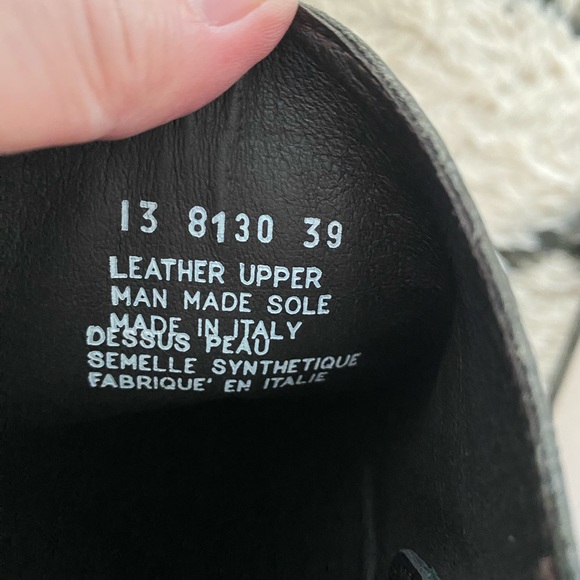 13 8130 39
LEATHER UPPER
MAN MADE SOLE
MADE IN ITALY
DESSUS PEAU
SEMELLE SYNTHETIQUE
FABRIQUE' EN ITALIE